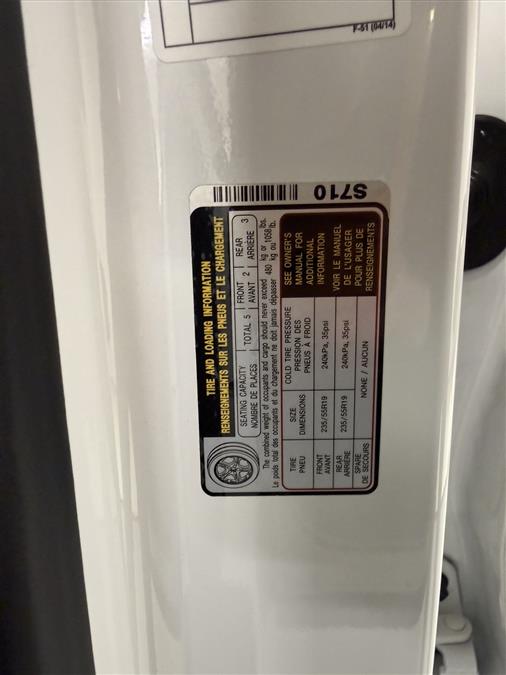 F-51 (04/14)
S710
TIRE AND LOADING INFORMATION
RENSEIGNEMENTS SUR LES PNEUS ET LE CHARGEMENT
SEATING CAPACITY
NOMBRE DE PLACES
TOTAL 5
FRONT
AVANT
2
REAR
ARRIÈRE
3
The combined weight of occupants and cargo should never exceed 480 kg or 1058 lbs.
Le poids total des occupants et du chargement ne doit jamais dépasser 480 kg ou 1058 lb.
TIRE
PNEU
SIZE
DIMENSIONS
COLD TIRE PRESSURE
PRESSION DES
PNEUS À FROID
FRONT
AVANT
235/55R19
240kPa, 35psi
REAR
ARRIÈRE
235/55R19
240kPa, 35psi
SPARE
DE SECOURS
NONE / AUCUN
SEE OWNER'S
MANUAL FOR
ADDITIONAL
INFORMATION
VOIR LE MANUEL
DE L'USAGER
POUR PLUS DE
RENSEIGNEMENTS